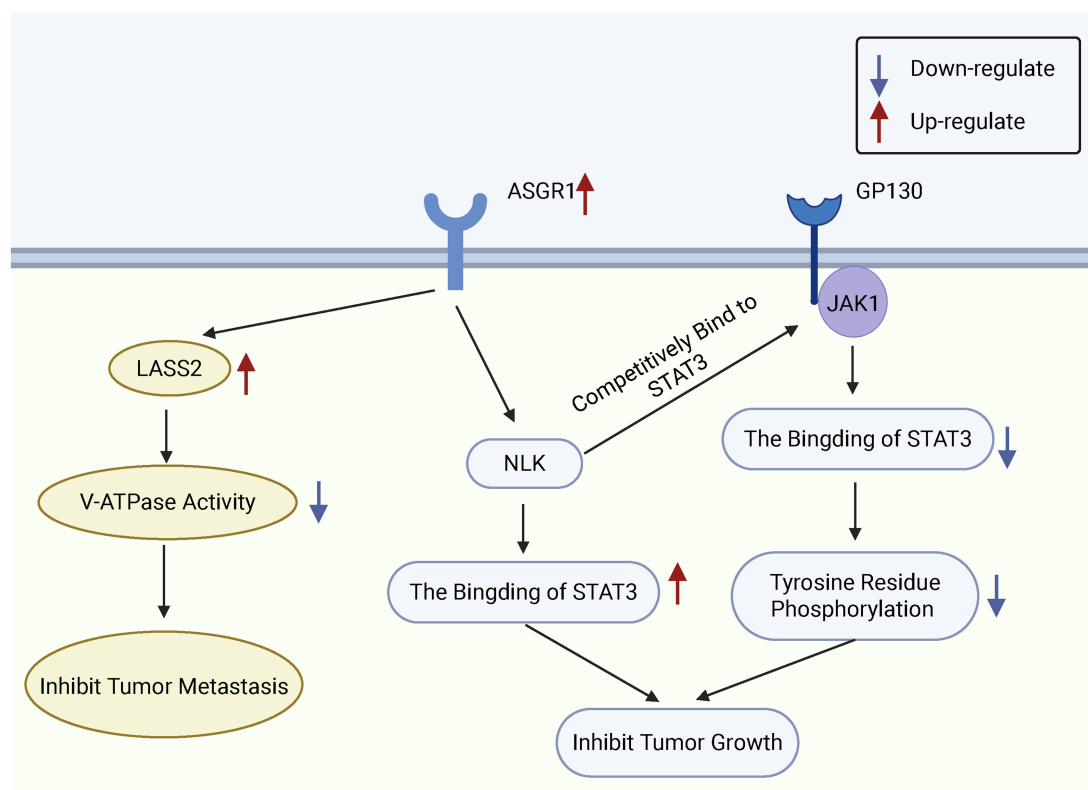 Down-regulate
Up-regulate
ASGR1
GP130
JAK1
Competitively Bind to
STAT3
LASS2
The Bingding of STAT3
NLK
V-ATPase Activity
The Bingding of STAT3
Tyrosine Residue
Phosphorylation
Inhibit Tumor Metastasis
Inhibit Tumor Growth